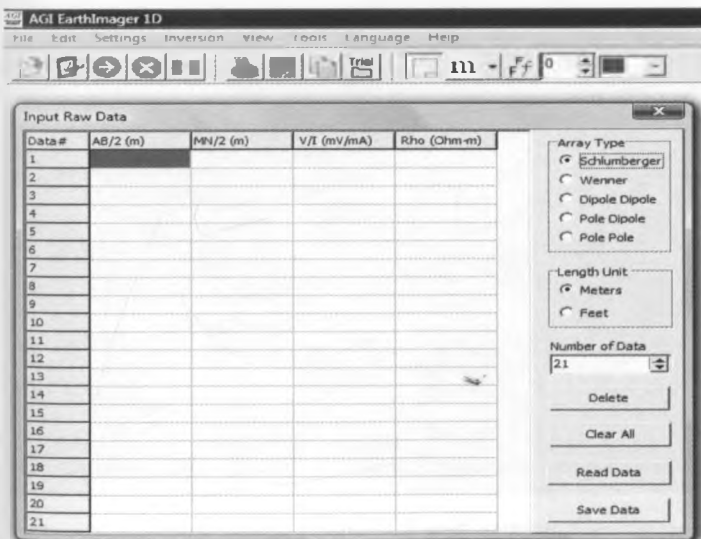 AGI EarthImager 1D
File Edit Settings Inversion View Tools Language Help
Trial m F F f 0
Input Raw Data
Data# AB/2 (m) MN/2 (m) V/I (mV/mA) Rho (Ohm-m)
1
2
3
4
5
6
7
8
9
10
11
12
13
14
15
16
17
18
19
20
21
Array Type
Schlumberger
Wenner
Dipole Dipole
Pole Dipole
Pole Pole
Length Unit
Meters
Feet
Number of Data
21
Delete
Clear All
Read Data
Save Data